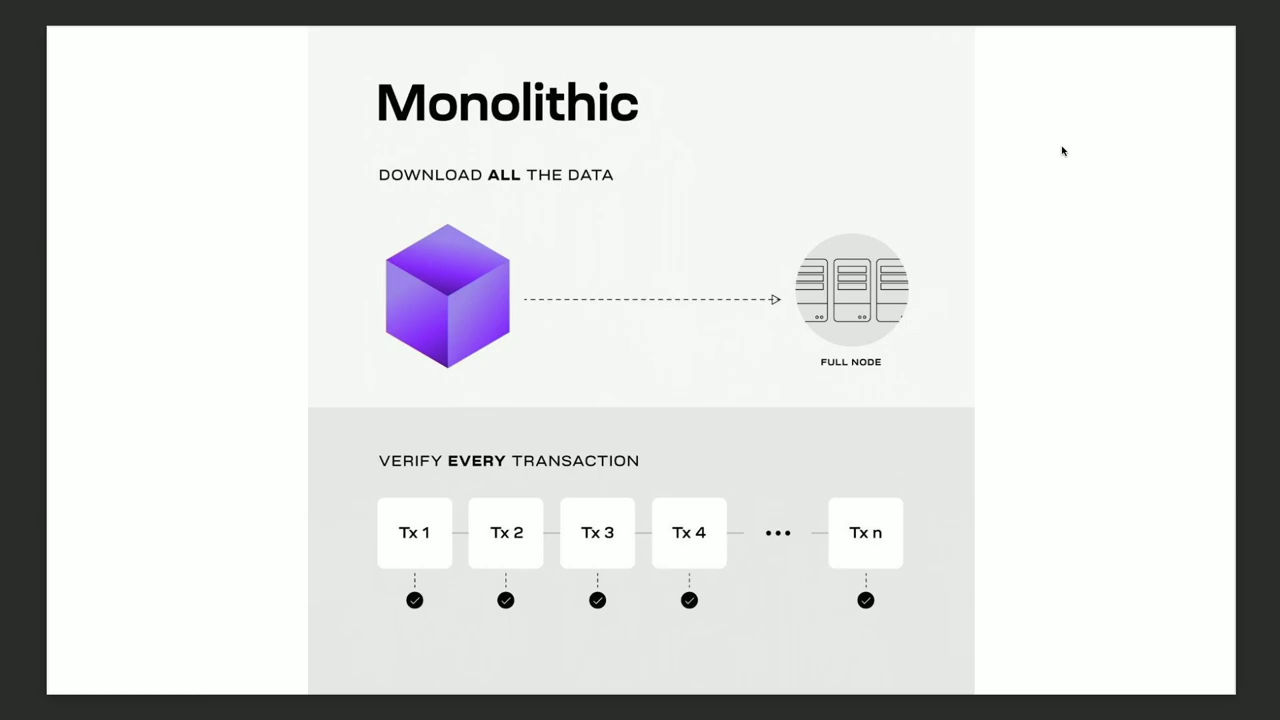 Monolithic
DOWNLOAD ALL THE DATA
FULL NODE
VERIFY EVERY TRANSACTION
Tx 1 Tx 2 Tx 3 Tx 4 ••• Tx n